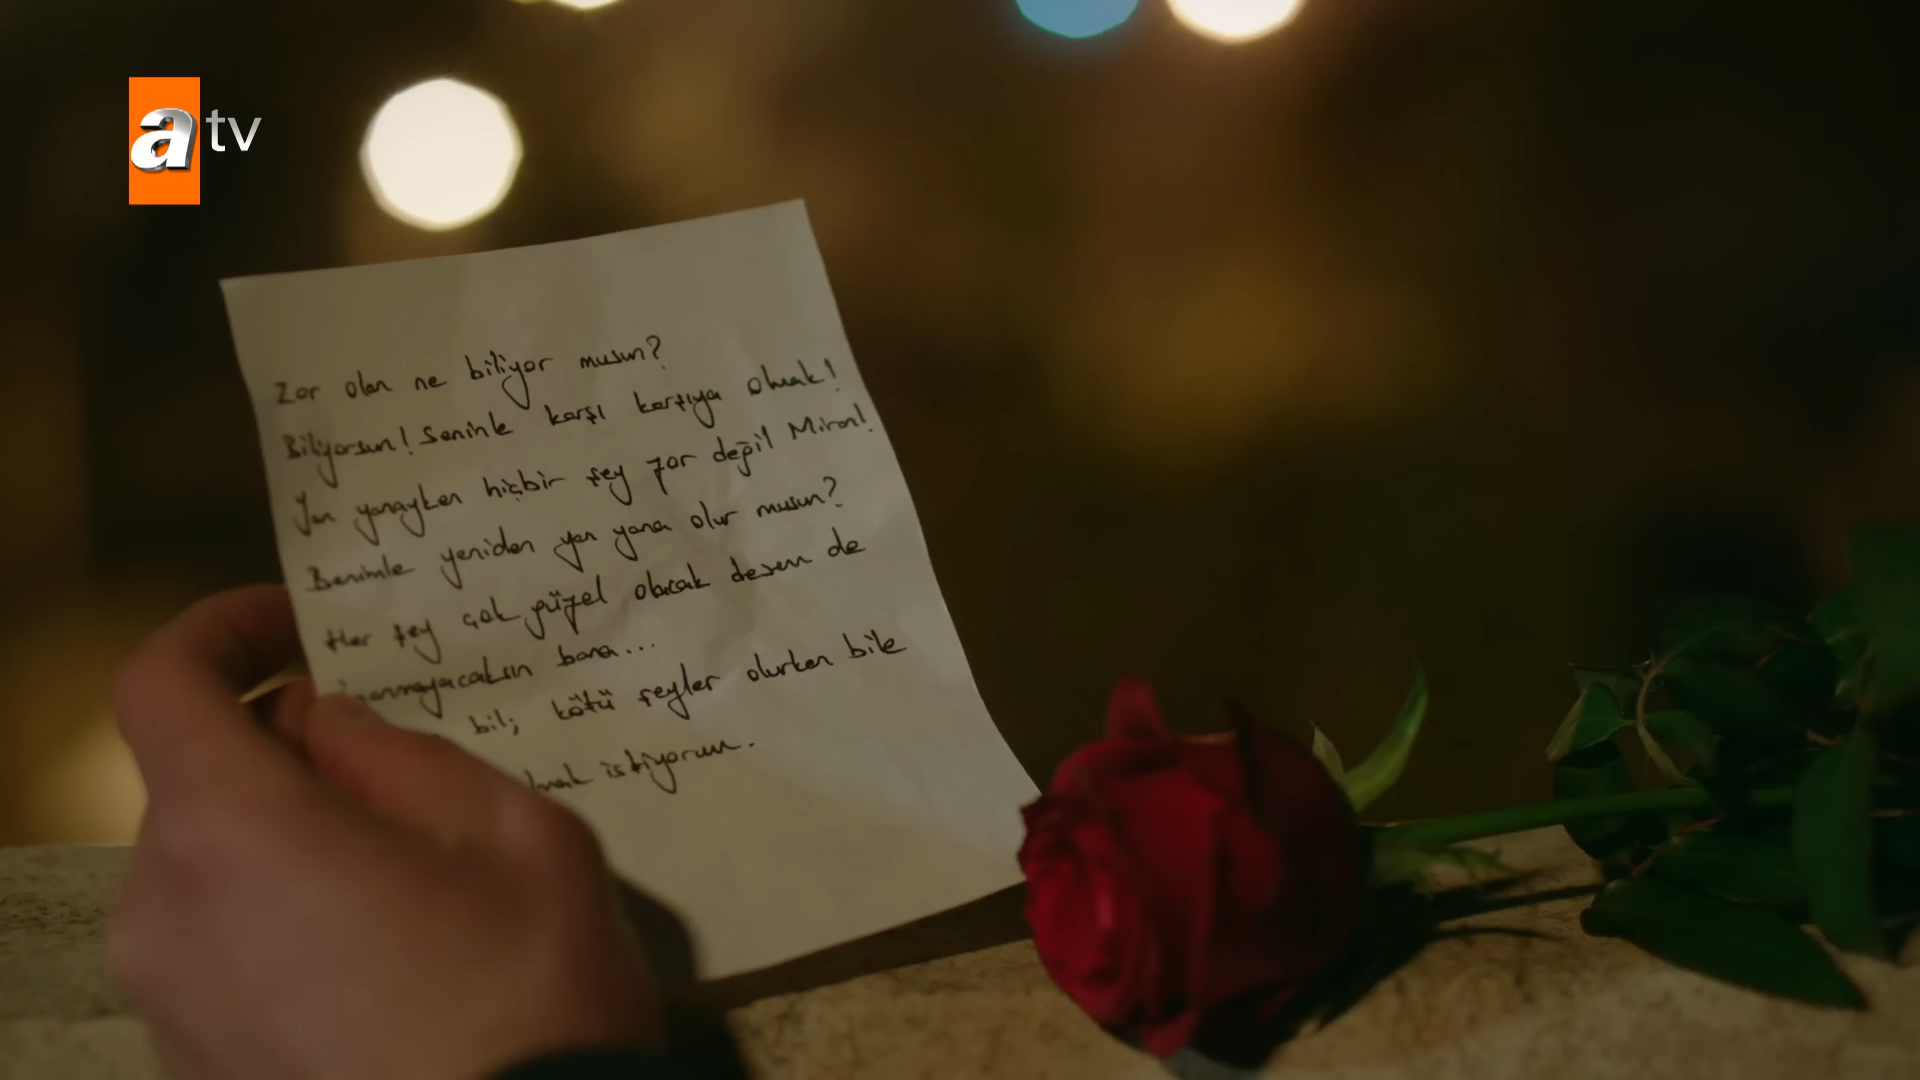 atv
Zor olan ne biliyor musun?
Biliyorsun! Seninle karşı karşıya olmak!
Yan yanayken hiçbir şey zor değil Miran!
Benimle yeniden yan yana olur musun?
Her şey çok güzel olacak desem de
inanmayacaksın bana...
bil; kötü şeyler olurken bile
istiyorum.